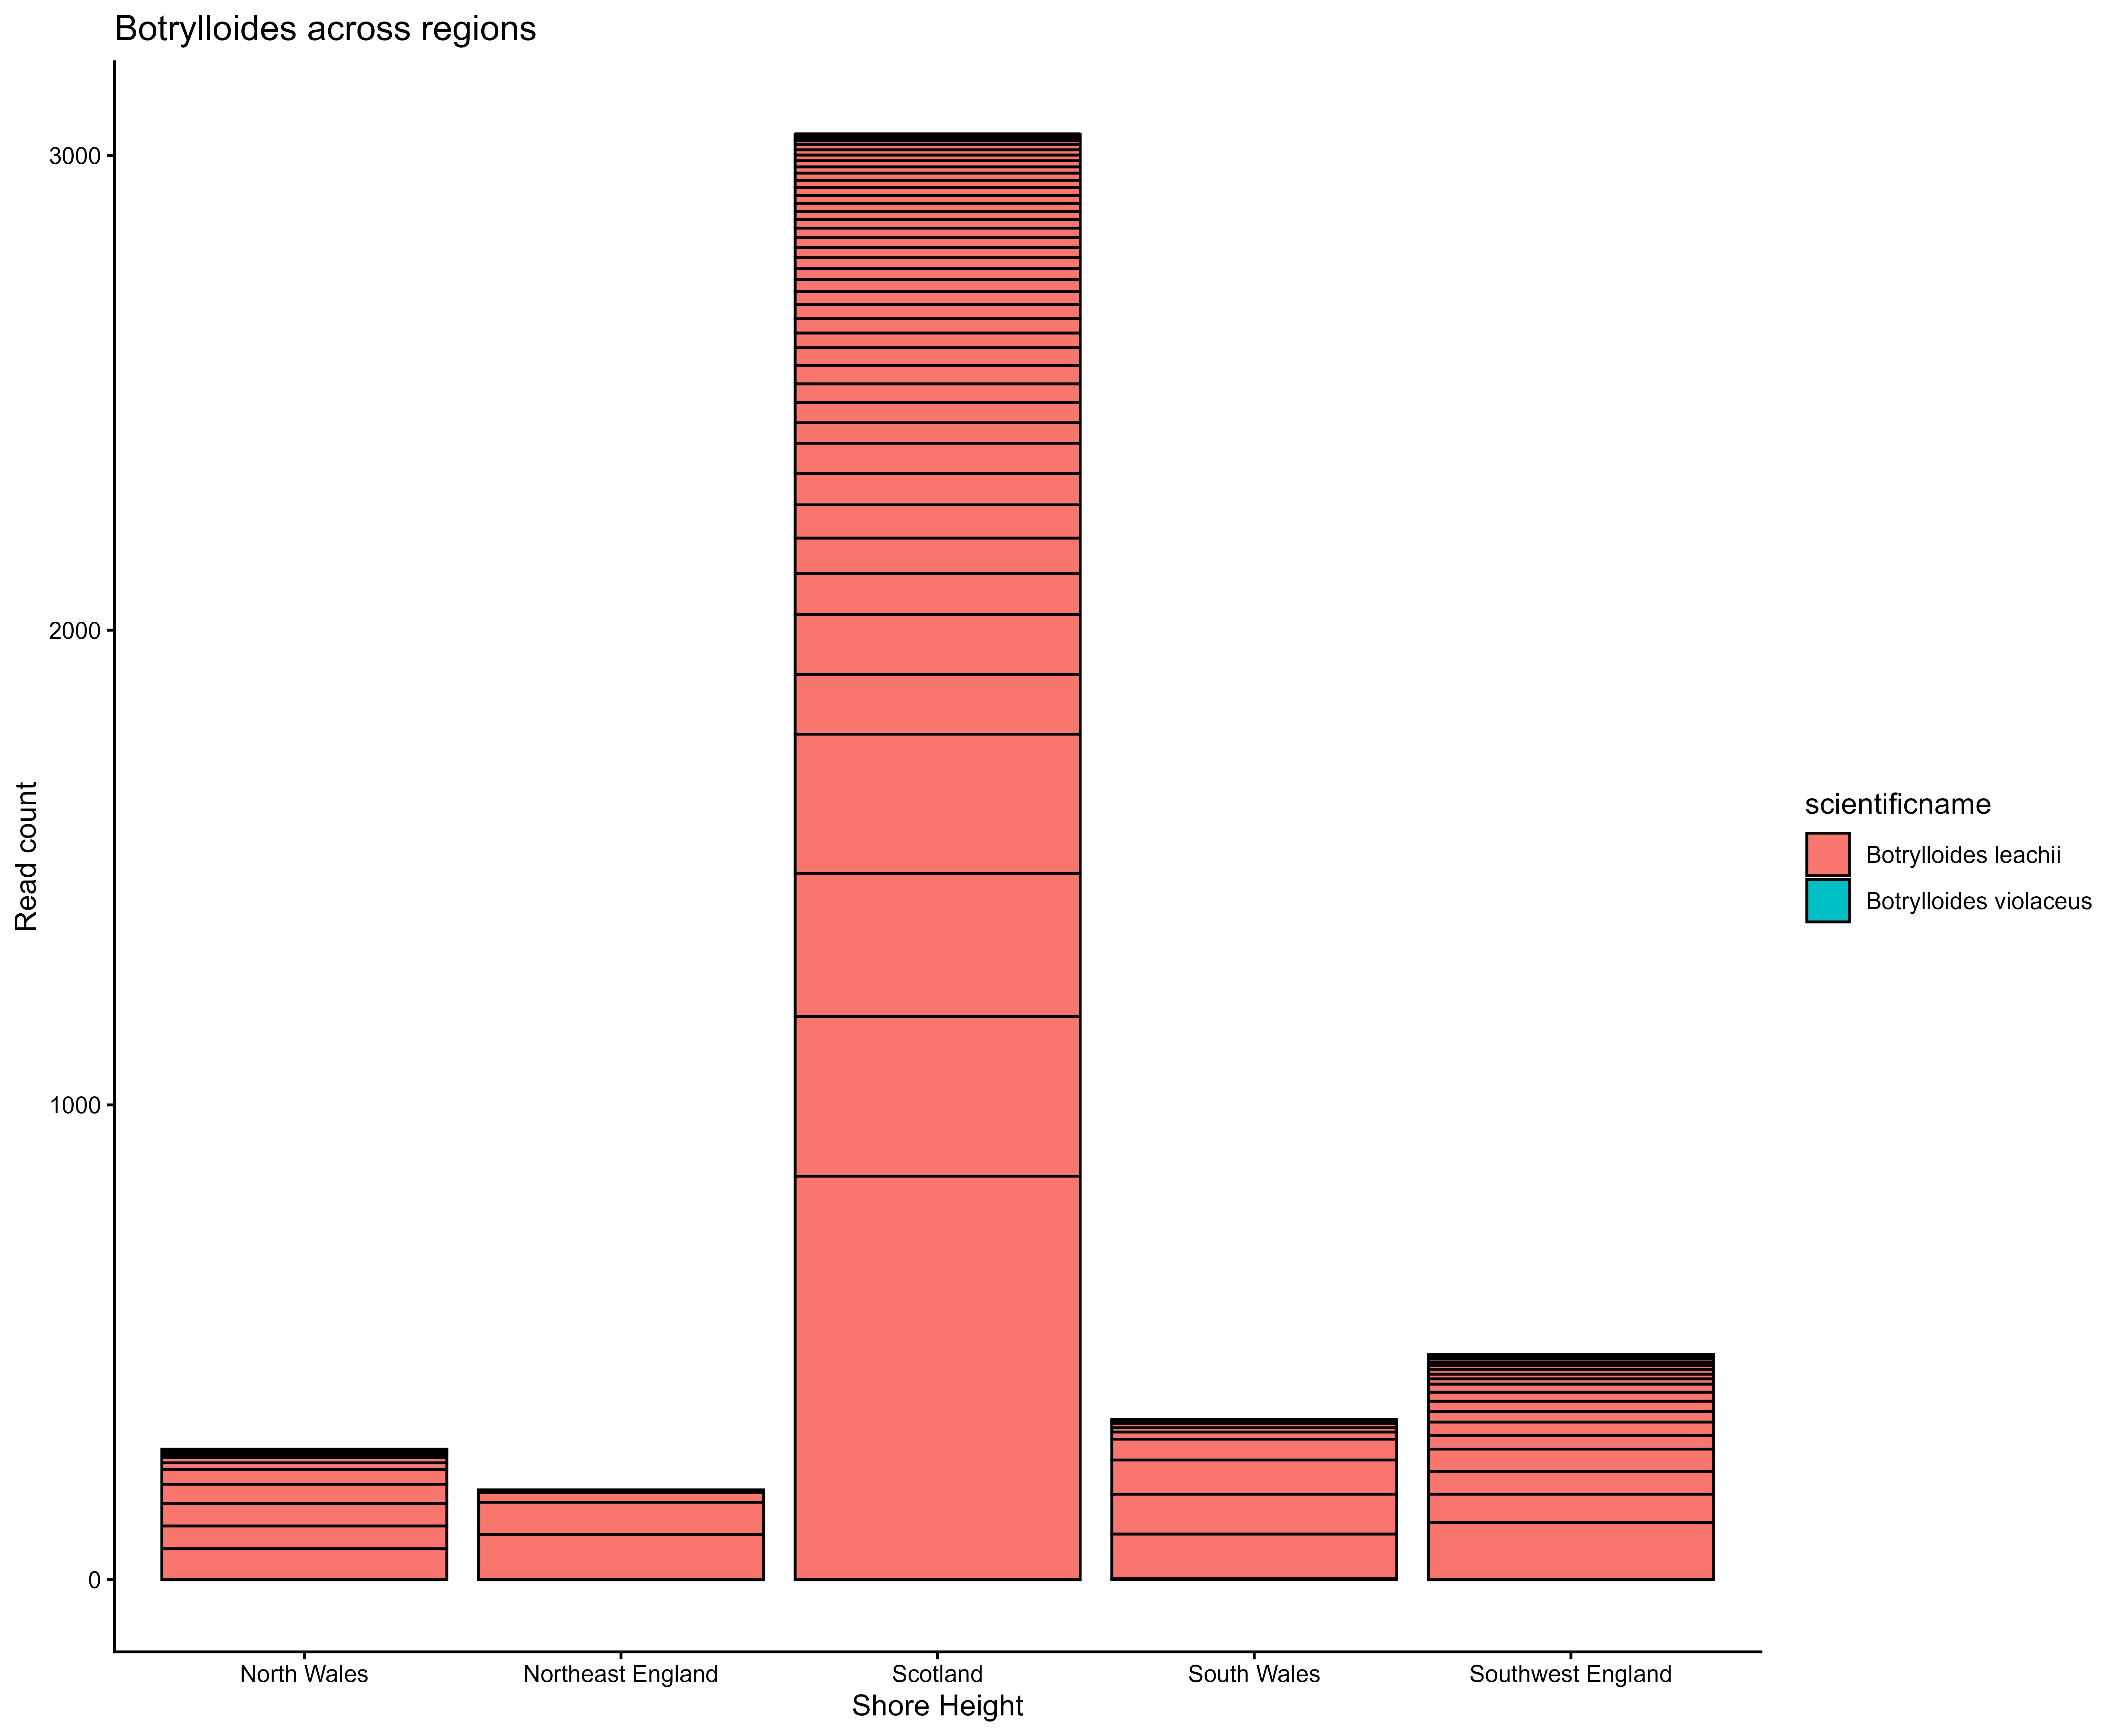 Botrylloides across regions
3000
2000
1000
0
Read count
North Wales
Northeast England
Scotland
South Wales
Southwest England
Shore Height
scientificname
Botrylloides leachii
Botrylloides violaceus